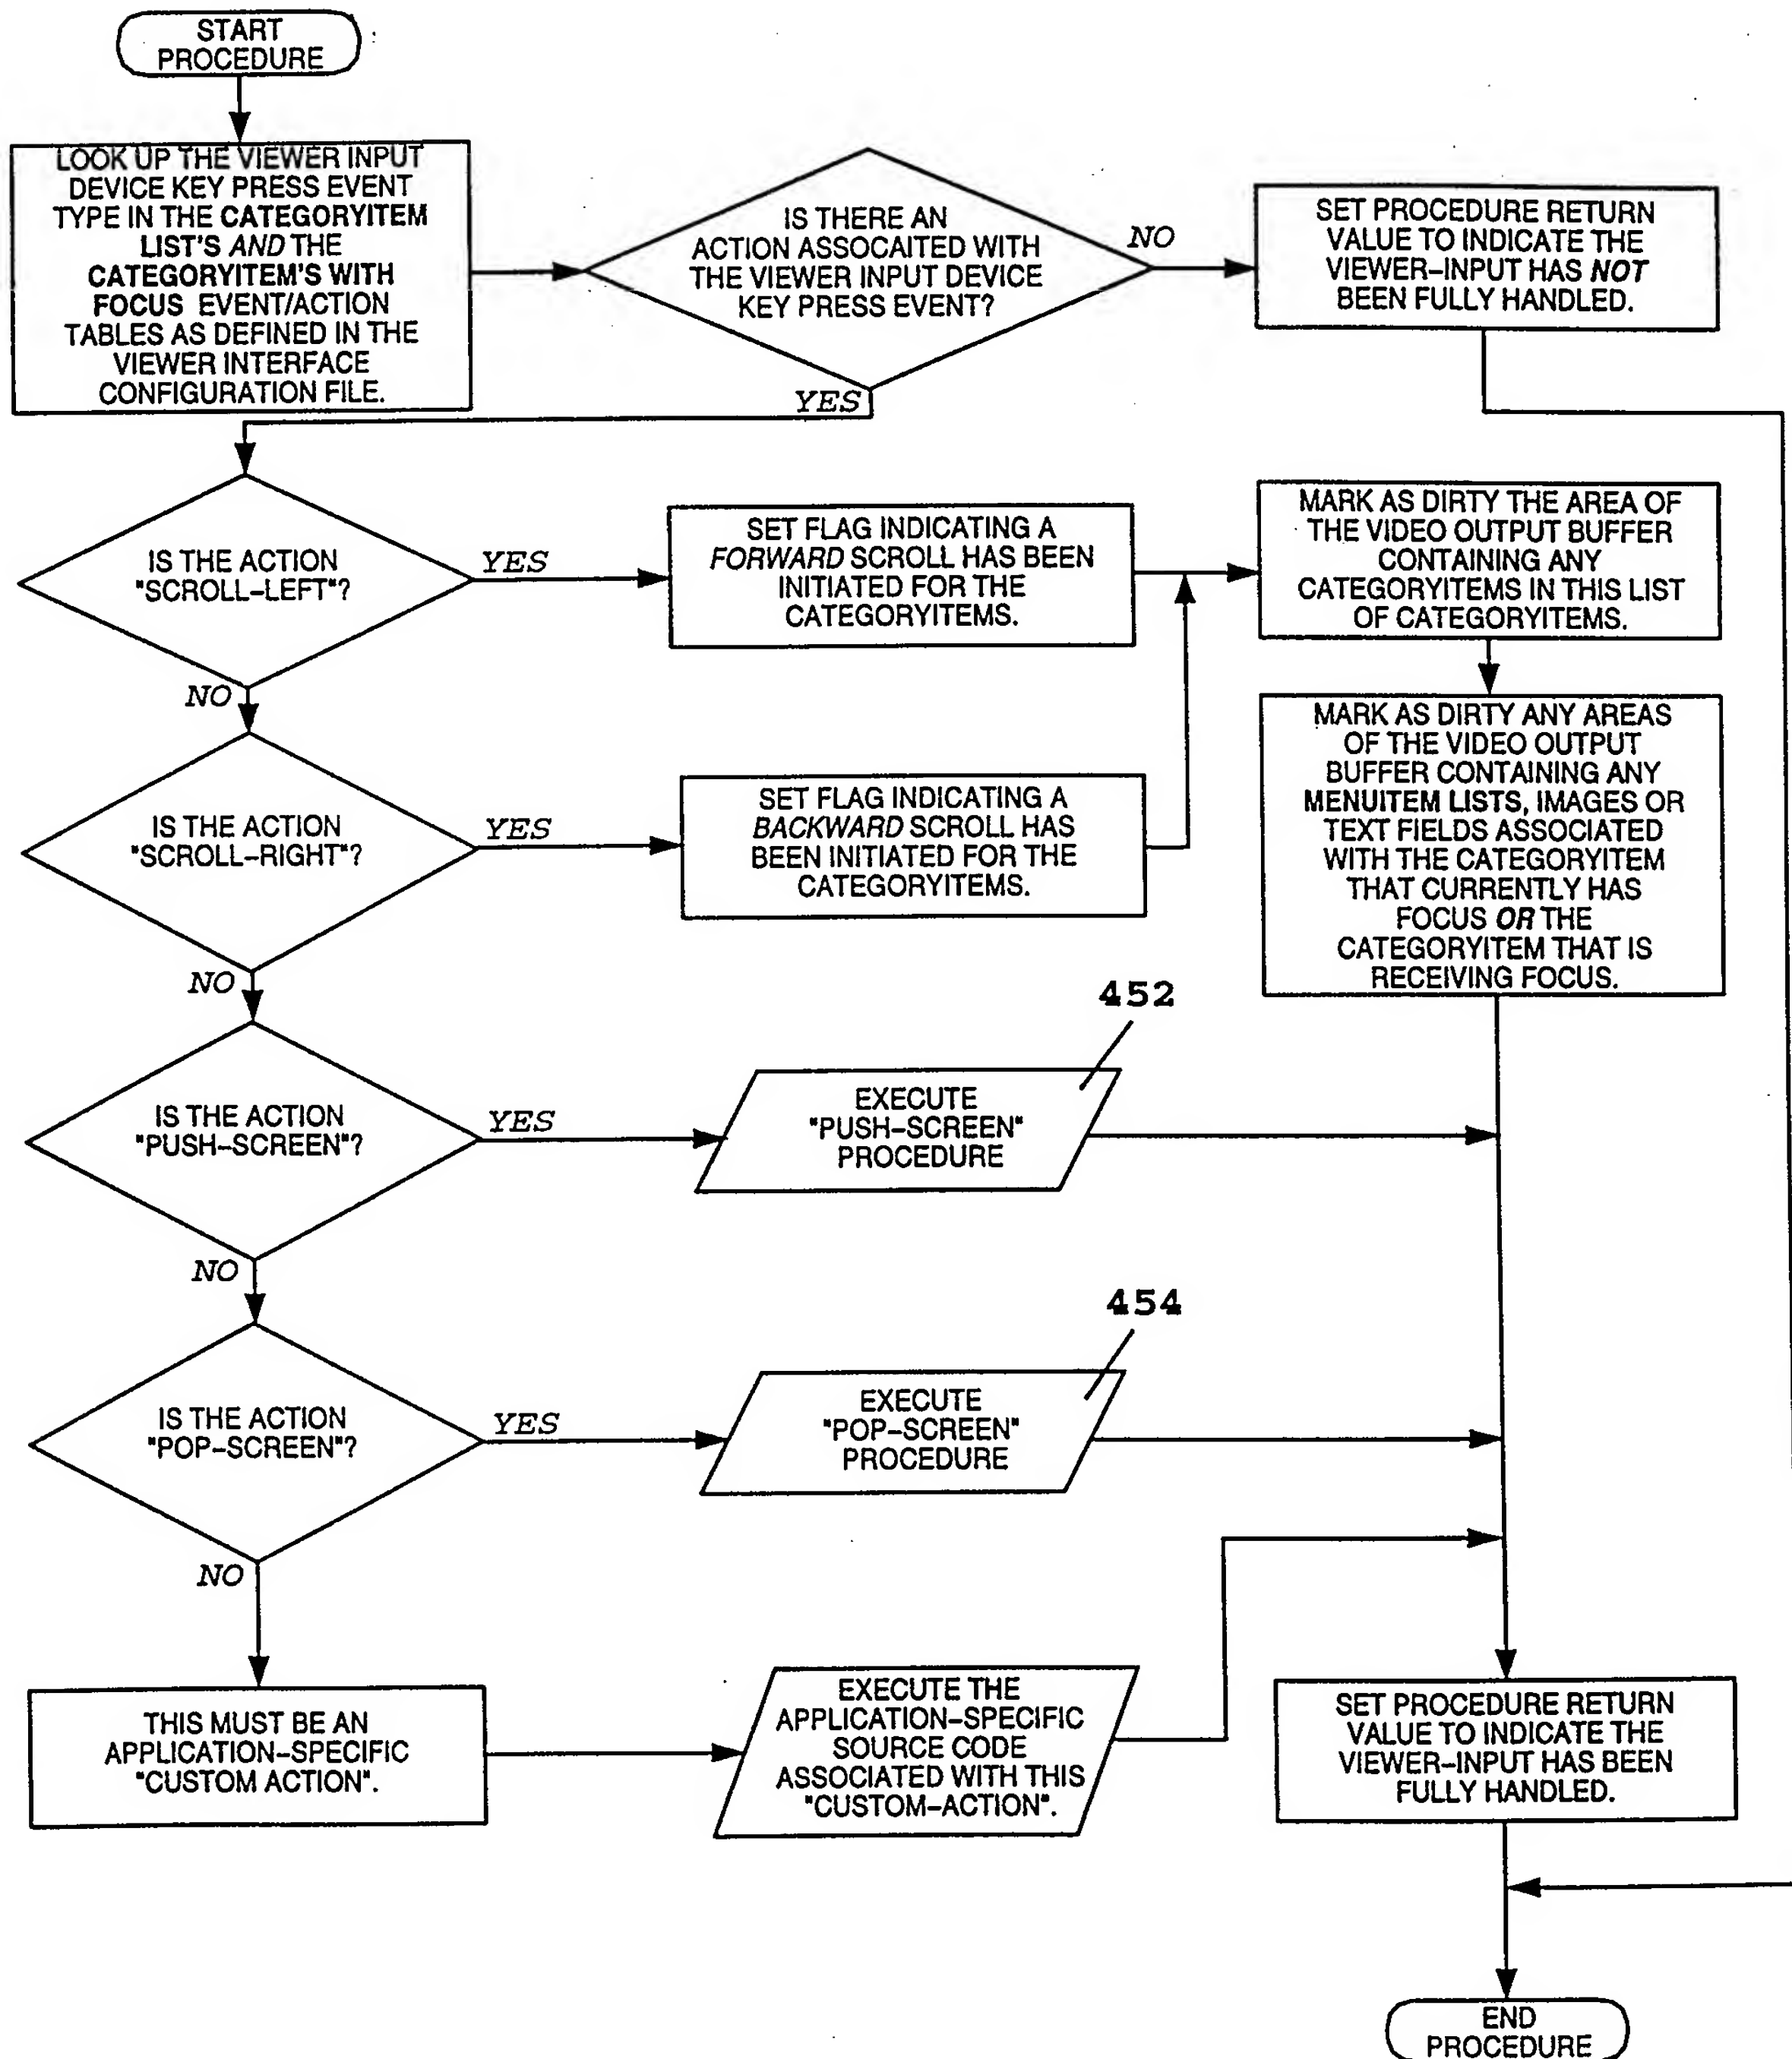 START
PROCEDURE
LOOK UP THE VIEWER INPUT
DEVICE KEY PRESS EVENT
TYPE IN THE CATEGORYITEM
LIST'S AND THE
CATEGORYITEM'S WITH
FOCUS EVENT/ACTION
TABLES AS DEFINED IN THE
VIEWER INTERFACE
CONFIGURATION FILE.
IS THERE AN
ACTION ASSOCAITED WITH
THE VIEWER INPUT DEVICE
KEY PRESS EVENT?
NO
SET PROCEDURE RETURN
VALUE TO INDICATE THE
VIEWER-INPUT HAS NOT
BEEN FULLY HANDLED.
YES
IS THE ACTION
"SCROLL-LEFT"?
YES
SET FLAG INDICATING A
FORWARD SCROLL HAS BEEN
INITIATED FOR THE
CATEGORYITEMS.
MARK AS DIRTY THE AREA OF
THE VIDEO OUTPUT BUFFER
CONTAINING ANY
CATEGORYITEMS IN THIS LIST
OF CATEGORYITEMS.
NO
MARK AS DIRTY ANY AREAS
OF THE VIDEO OUTPUT
BUFFER CONTAINING ANY
MENUITEM LISTS, IMAGES OR
TEXT FIELDS ASSOCIATED
WITH THE CATEGORYITEM
THAT CURRENTLY HAS
FOCUS OR THE
CATEGORYITEM THAT IS
RECEIVING FOCUS.
IS THE ACTION
"SCROLL-RIGHT"?
YES
SET FLAG INDICATING A
BACKWARD SCROLL HAS
BEEN INITIATED FOR THE
CATEGORYITEMS.
NO
452
IS THE ACTION
"PUSH-SCREEN"?
YES
EXECUTE
"PUSH-SCREEN"
PROCEDURE
NO
454
IS THE ACTION
"POP-SCREEN"?
YES
EXECUTE
"POP-SCREEN"
PROCEDURE
NO
THIS MUST BE AN
APPLICATION-SPECIFIC
"CUSTOM ACTION".
EXECUTE THE
APPLICATION-SPECIFIC
SOURCE CODE
ASSOCIATED WITH THIS
"CUSTOM-ACTION".
SET PROCEDURE RETURN
VALUE TO INDICATE THE
VIEWER-INPUT HAS BEEN
FULLY HANDLED.
END
PROCEDURE